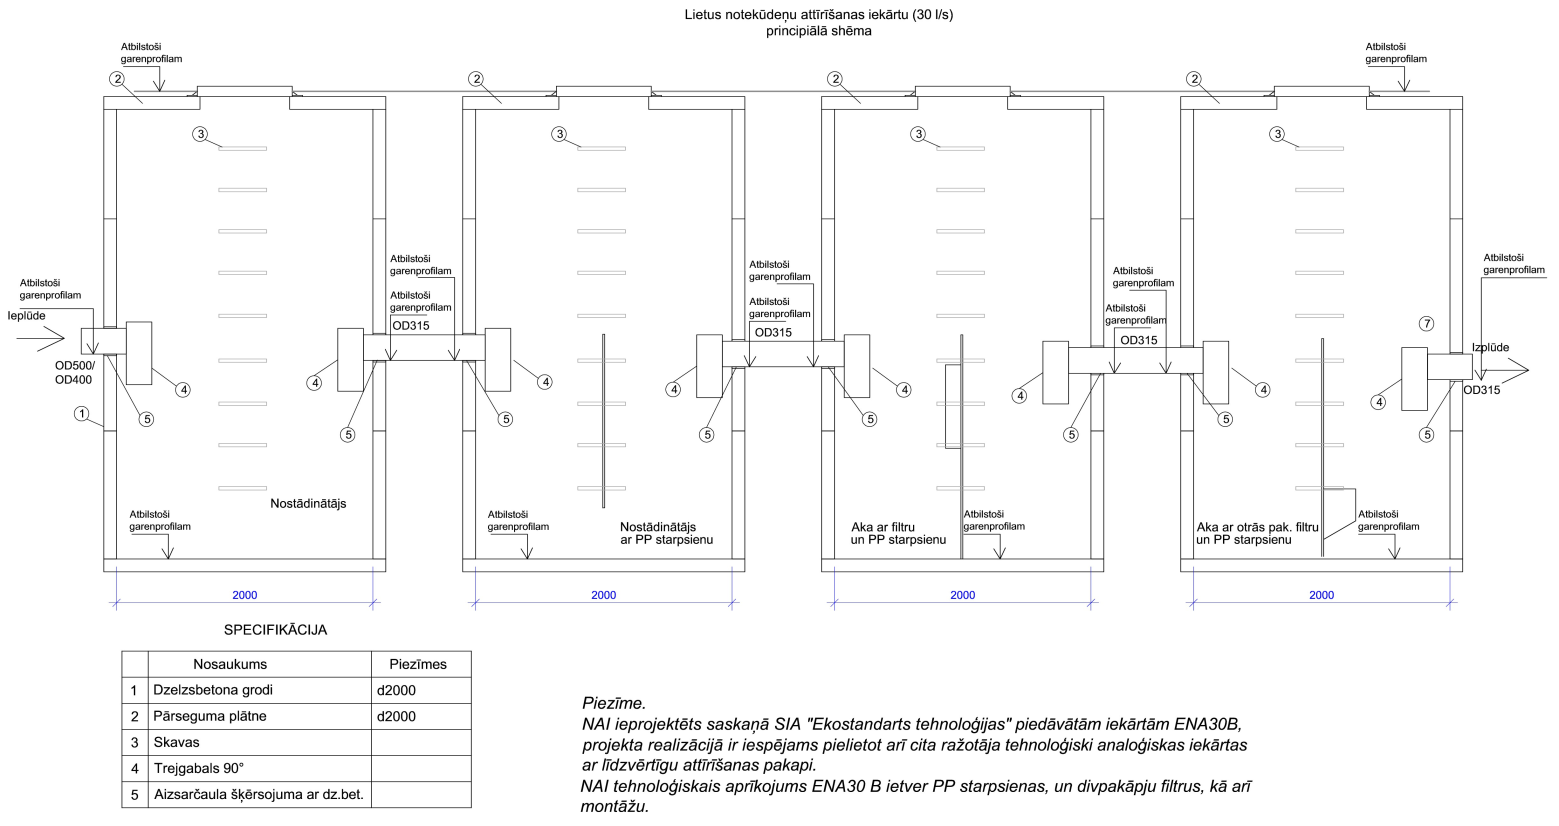 Lietus notekūdeņu attīrīšanas iekārtu (30 l/s)
principiālā shēma
Atbilstoši
garenprofilam
Atbilstoši
garenprofilam
2
2
2
2
3
3
3
3
Atbilstoši
garenprofilam
Ieplūde
OD500/
OD400
4
1
5
Atbilstoši
garenprofilam
Atbilstoši
garenprofilam
OD315
4
4
5
5
Atbilstoši
garenprofilam
Atbilstoši
garenprofilam
OD315
4
4
5
5
Atbilstoši
garenprofilam
Atbilstoši
garenprofilam
OD315
4
4
5
5
Atbilstoši
garenprofilam
7
Izplūde
OD315
4
5
Nostādinātājs
Atbilstoši
garenprofilam
Atbilstoši
garenprofilam
Nostādinātājs
ar PP starpsienu
Aka ar filtru
un PP starpsienu
Atbilstoši
garenprofilam
Aka ar otrās pak. filtru
un PP starpsienu
Atbilstoši
garenprofilam
2000
2000
2000
2000
SPECIFIKĀCIJA
Nosaukums Piezīmes
1 Dzelzsbetona grodi d2000
2 Pārseguma plātne d2000
3 Skavas
4 Trejgabals 90°
5 Aizsarčaula šķērsojuma ar dz.bet.
Piezīme.
NAI ieprojektēts saskaņā SIA "Ekostandarts tehnoloģijas" piedāvātām iekārtām ENA30B,
projekta realizācijā ir iespējams pielietot arī cita ražotāja tehnoloģiski analoģiskas iekārtas
ar līdzvērtīgu attīrīšanas pakapi.
NAI tehnoloģiskais aprīkojums ENA30 B ietver PP starpsienas, un divpakāpju filtrus, kā arī
montāžu.